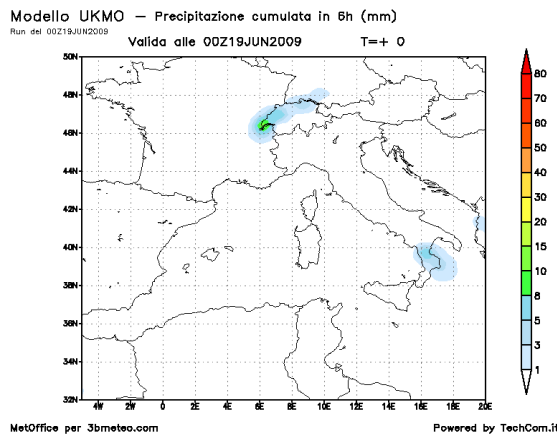 Modello UKMO – Precipitazione cumulata in 6h (mm)
Run del 00Z19JUN2009
Valida alle 00Z19JUN2009 T=+ 0
50N
48N
46N
44N
42N
40N
38N
36N
34N
32N
4W 2W 0 2E 4E 6E 8E 10E 12E 14E 16E 18E 20E
80
70
60
50
40
30
20
15
10
8
5
3
1
MetOffice per 3bmeteo.com Powered by TechCom.it